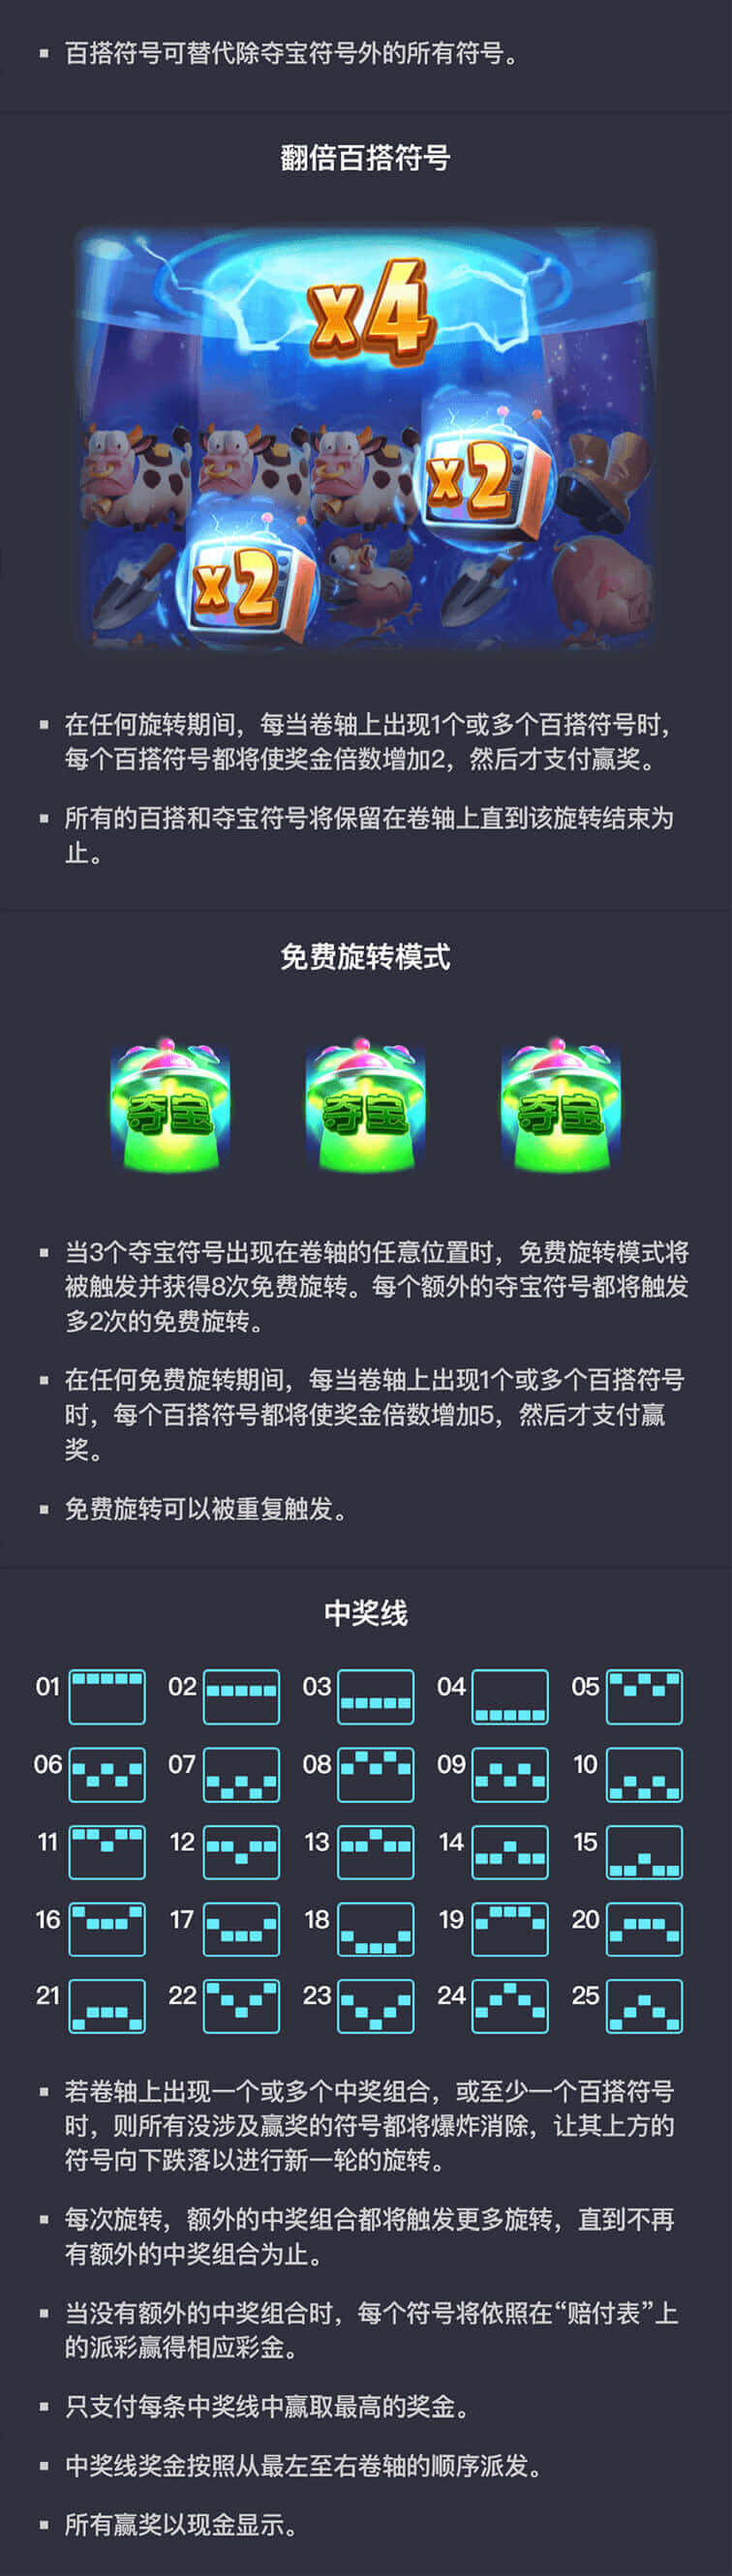 百搭符号可替代除夺宝符号外的所有符号。
翻倍百搭符号
x4
x2
x2
在任何旋转期间，每当卷轴上出现1个或多个百搭符号时，
每个百搭符号都将使奖金倍数增加2，然后才支付赢奖。
所有的百搭和夺宝符号将保留在卷轴上直到该旋转结束为
止。
免费旋转模式
夺宝 夺宝 夺宝
当3个夺宝符号出现在卷轴的任意位置时，免费旋转模式将
被触发并获得8次免费旋转。每个额外的夺宝符号都将触发
多2次的免费旋转。
在任何免费旋转期间，每当卷轴上出现1个或多个百搭符号
时，每个百搭符号都将使奖金倍数增加5，然后才支付赢
奖。
免费旋转可以被重复触发。
中奖线
01 02 03 04 05
06 07 08 09 10
11 12 13 14 15
16 17 18 19 20
21 22 23 24 25
若卷轴上出现一个或多个中奖组合，或至少一个百搭符号
时，则所有没涉及赢奖的符号都将爆炸消除，让其上方的
符号向下跌落以进行新一轮的旋转。
每次旋转，额外的中奖组合都将触发更多旋转，直到不再
有额外的中奖组合为止。
当没有额外的中奖组合时，每个符号将依照在“赔付表”上
的派彩赢得相应彩金。
只支付每条中奖线中赢取最高的奖金。
中奖线奖金按照从最左至右卷轴的顺序派发。
所有赢奖以现金显示。